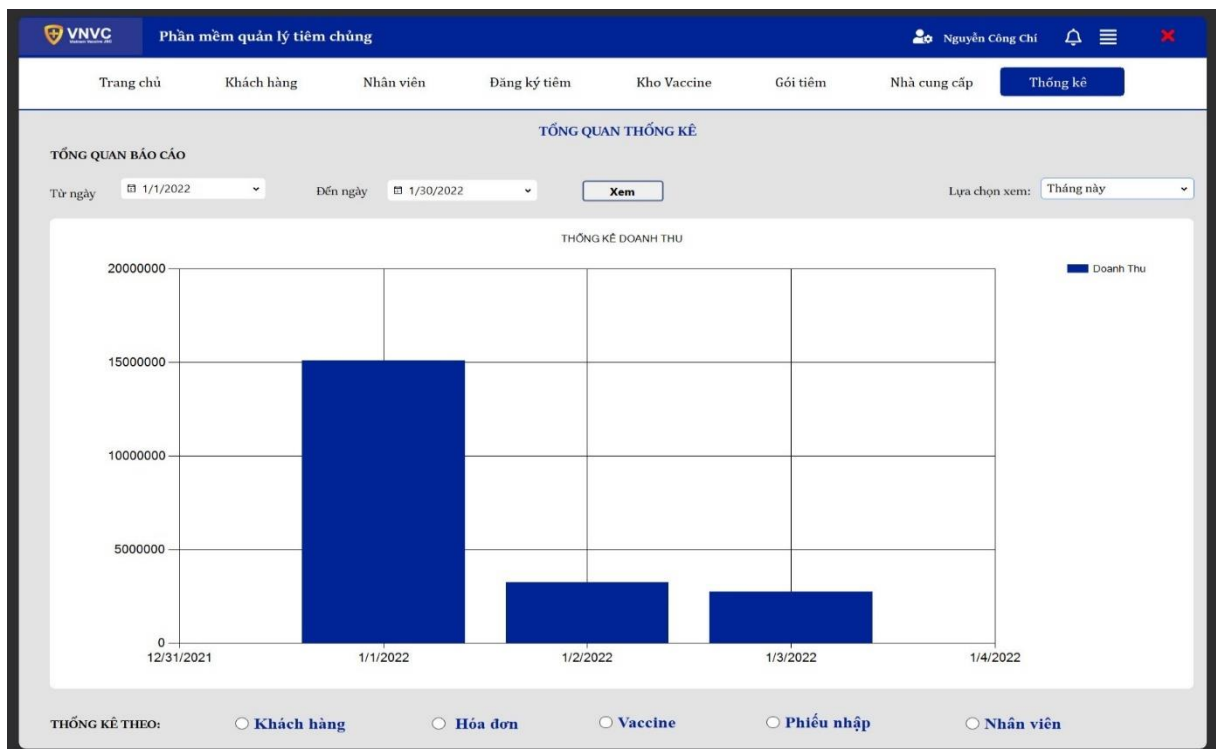 VNVC Phần mềm quản lý tiêm chủng Nguyễn Công Chí
Trang chủ Khách hàng Nhân viên Đăng ký tiêm Kho Vaccine Gói tiêm Nhà cung cấp Thống kê
TỔNG QUAN THỐNG KÊ
TỔNG QUAN BÁO CÁO
Từ ngày 1/1/2022 Đến ngày 1/30/2022 Xem Lựa chọn xem: Tháng này
THỐNG KÊ DOANH THU
Doanh Thu
20000000
15000000
10000000
5000000
0
12/31/2021 1/1/2022 1/2/2022 1/3/2022 1/4/2022
THỐNG KÊ THEO: Khách hàng Hóa đơn Vaccine Phiếu nhập Nhân viên